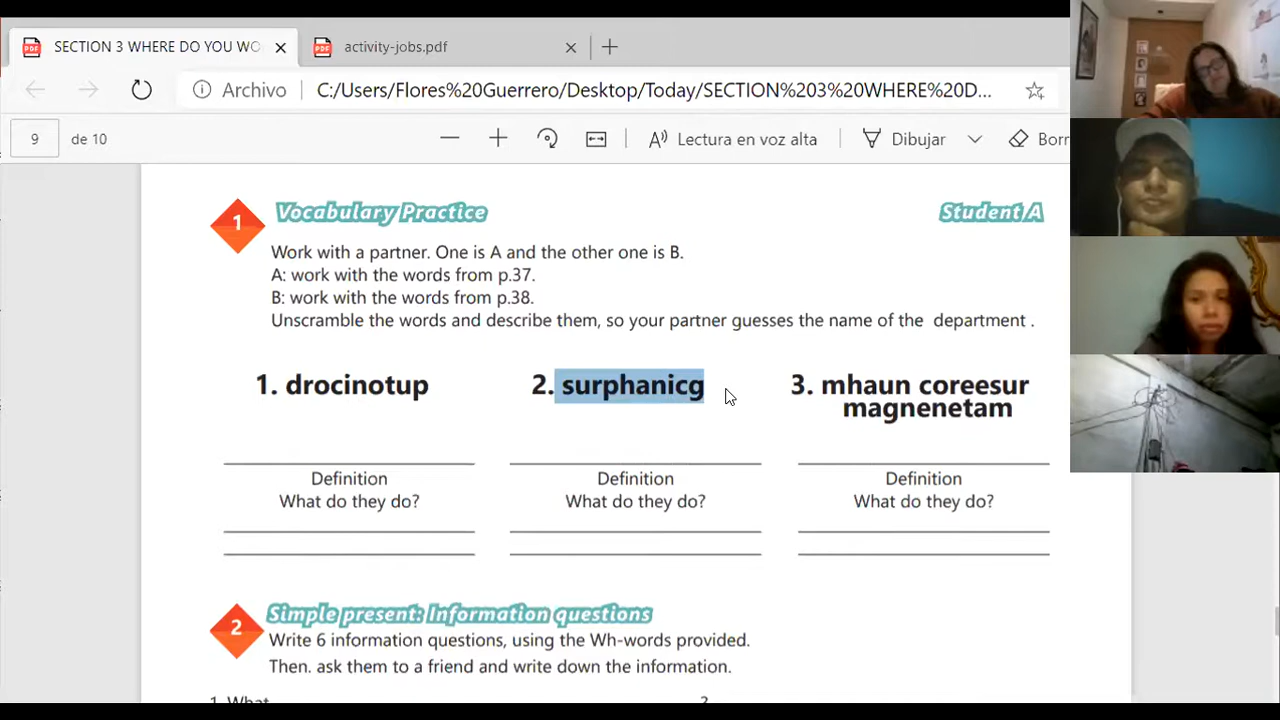 SECTION 3 WHERE DO YOU WO
activity-jobs.pdf
Archivo
C:/Users/Flores%20Guerrero/Desktop/Today/SECTION%203%20WHERE%20D...
9 de 10
Lectura en voz alta
Dibujar
Borr
1 Vocabulary Practice
Student A
Work with a partner. One is A and the other one is B.
A: work with the words from p.37.
B: work with the words from p.38.
Unscramble the words and describe them, so your partner guesses the name of the department .
1. drocinotup
2. surphanicg
3. mhaun coreesur
magnenetam
Definition
What do they do?
Definition
What do they do?
Definition
What do they do?
2 Simple present: Information questions
Write 6 information questions, using the Wh-words provided.
Then. ask them to a friend and write down the information.
1. What